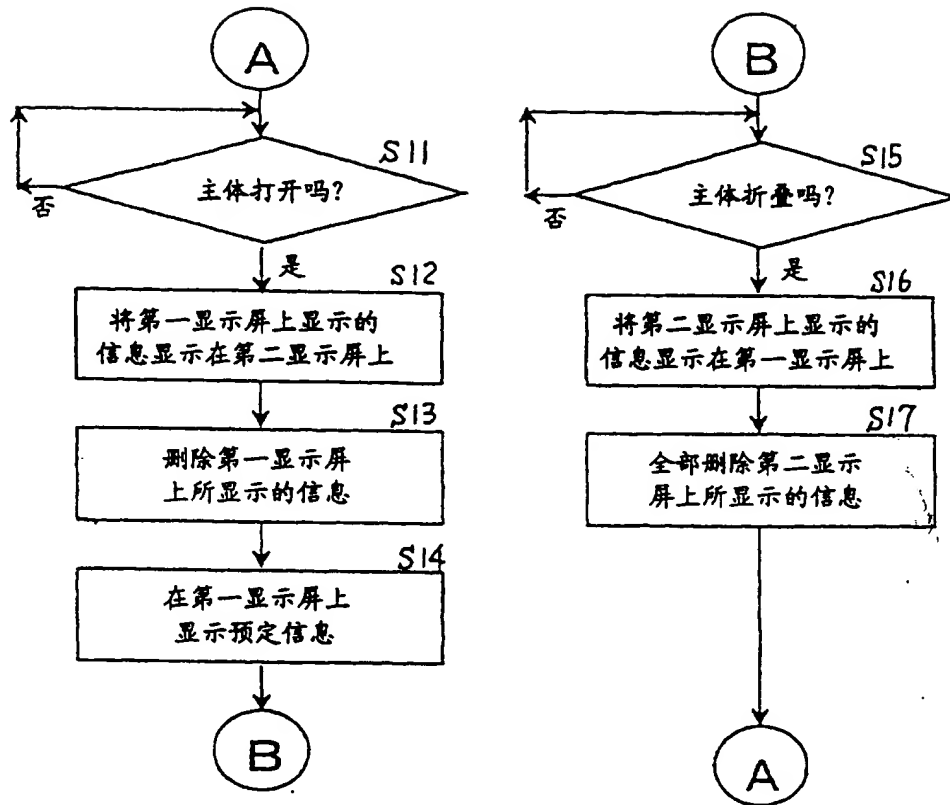 A
S11
主体打开吗?
否
是
S12
将第一显示屏上显示的
信息显示在第二显示屏上
S13
删除第一显示屏
上所显示的信息
S14
在第一显示屏上
显示预定信息
B
B
S15
主体折叠吗?
否
是
S16
将第二显示屏上显示的
信息显示在第一显示屏上
S17
全部删除第二显示
屏上所显示的信息
A